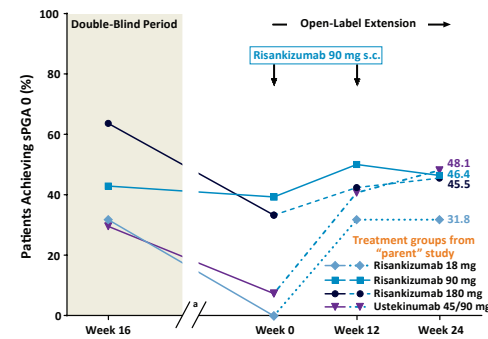 Double-Blind Period
Open-Label Extension
Risankizumab 90 mg s.c.
Patients Achieving sPGA 0 (%)
100
80
60
40
20
0
48.1
46.4
45.5
31.8
Treatment groups from
"parent" study
Risankizumab 18 mg
Risankizumab 90 mg
Risankizumab 180 mg
Ustekinumab 45/90 mg
a
Week 16
Week 0
Week 12
Week 24